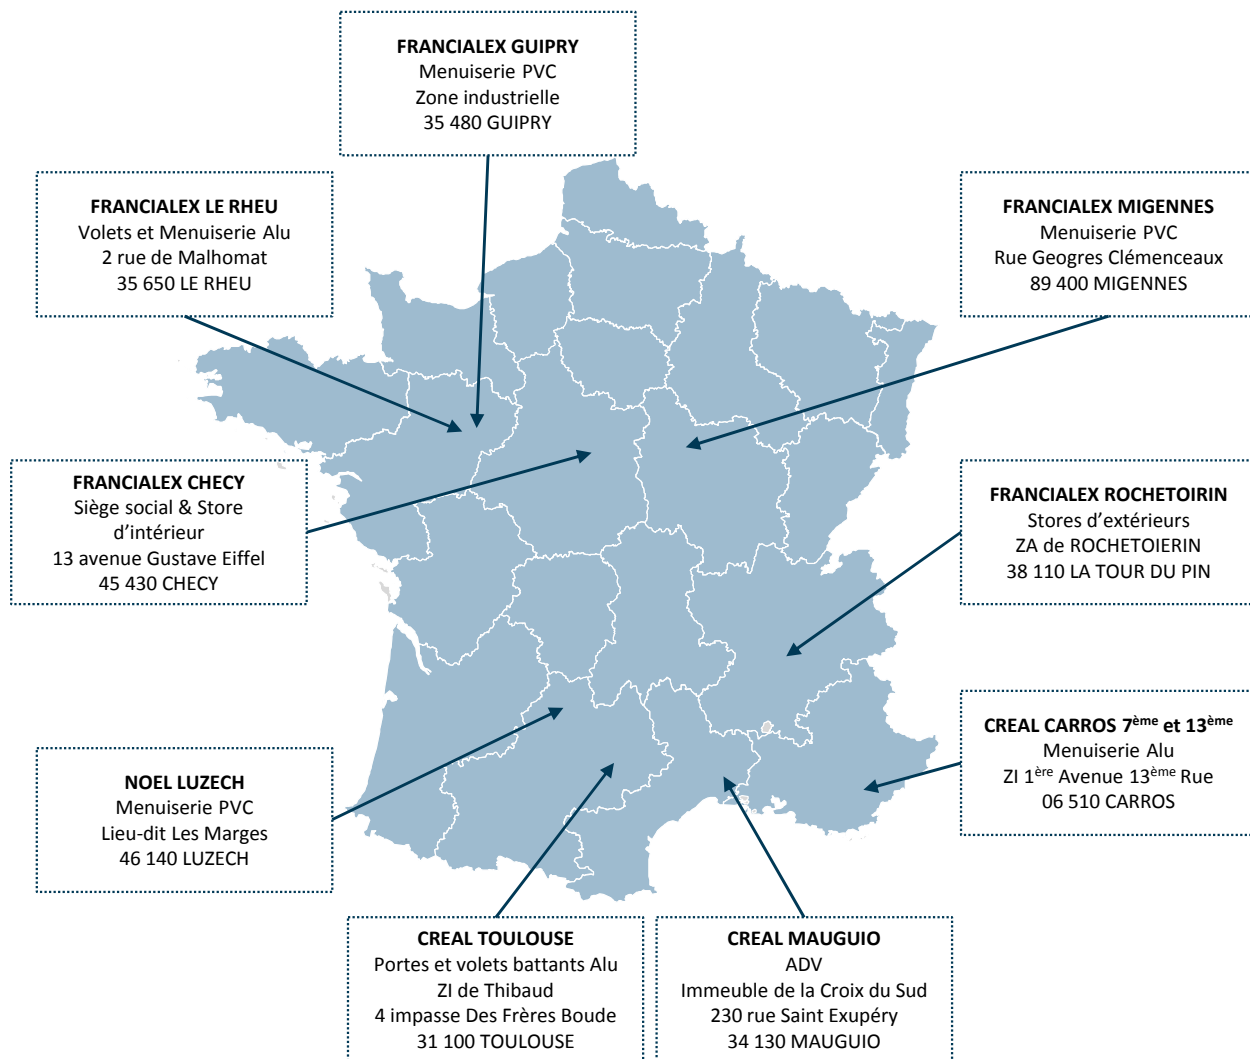 FRANCIALEX GUIPRY
Menuiserie PVC
Zone industrielle
35 480 GUIPRY
FRANCIALEX LE RHEU
Volets et Menuiserie Alu
2 rue de Malhomat
35 650 LE RHEU
FRANCIALEX MIGENNES
Menuiserie PVC
Rue Geogres Clémenceaux
89 400 MIGENNES
FRANCIALEX CHECY
Siège social & Store
d’intérieur
13 avenue Gustave Eiffel
45 430 CHECY
FRANCIALEX ROCHETOIRIN
Stores d’extérieurs
ZA de ROCHETOIERIN
38 110 LA TOUR DU PIN
CREAL CARROS 7ème et 13ème
Menuiserie Alu
ZI 1ère Avenue 13ème Rue
06 510 CARROS
NOEL LUZECH
Menuiserie PVC
Lieu-dit Les Marges
46 140 LUZECH
CREAL TOULOUSE
Portes et volets battants Alu
ZI de Thibaud
4 impasse Des Frères Boude
31 100 TOULOUSE
CREAL MAUGUIO
ADV
Immeuble de la Croix du Sud
230 rue Saint Exupéry
34 130 MAUGUIO